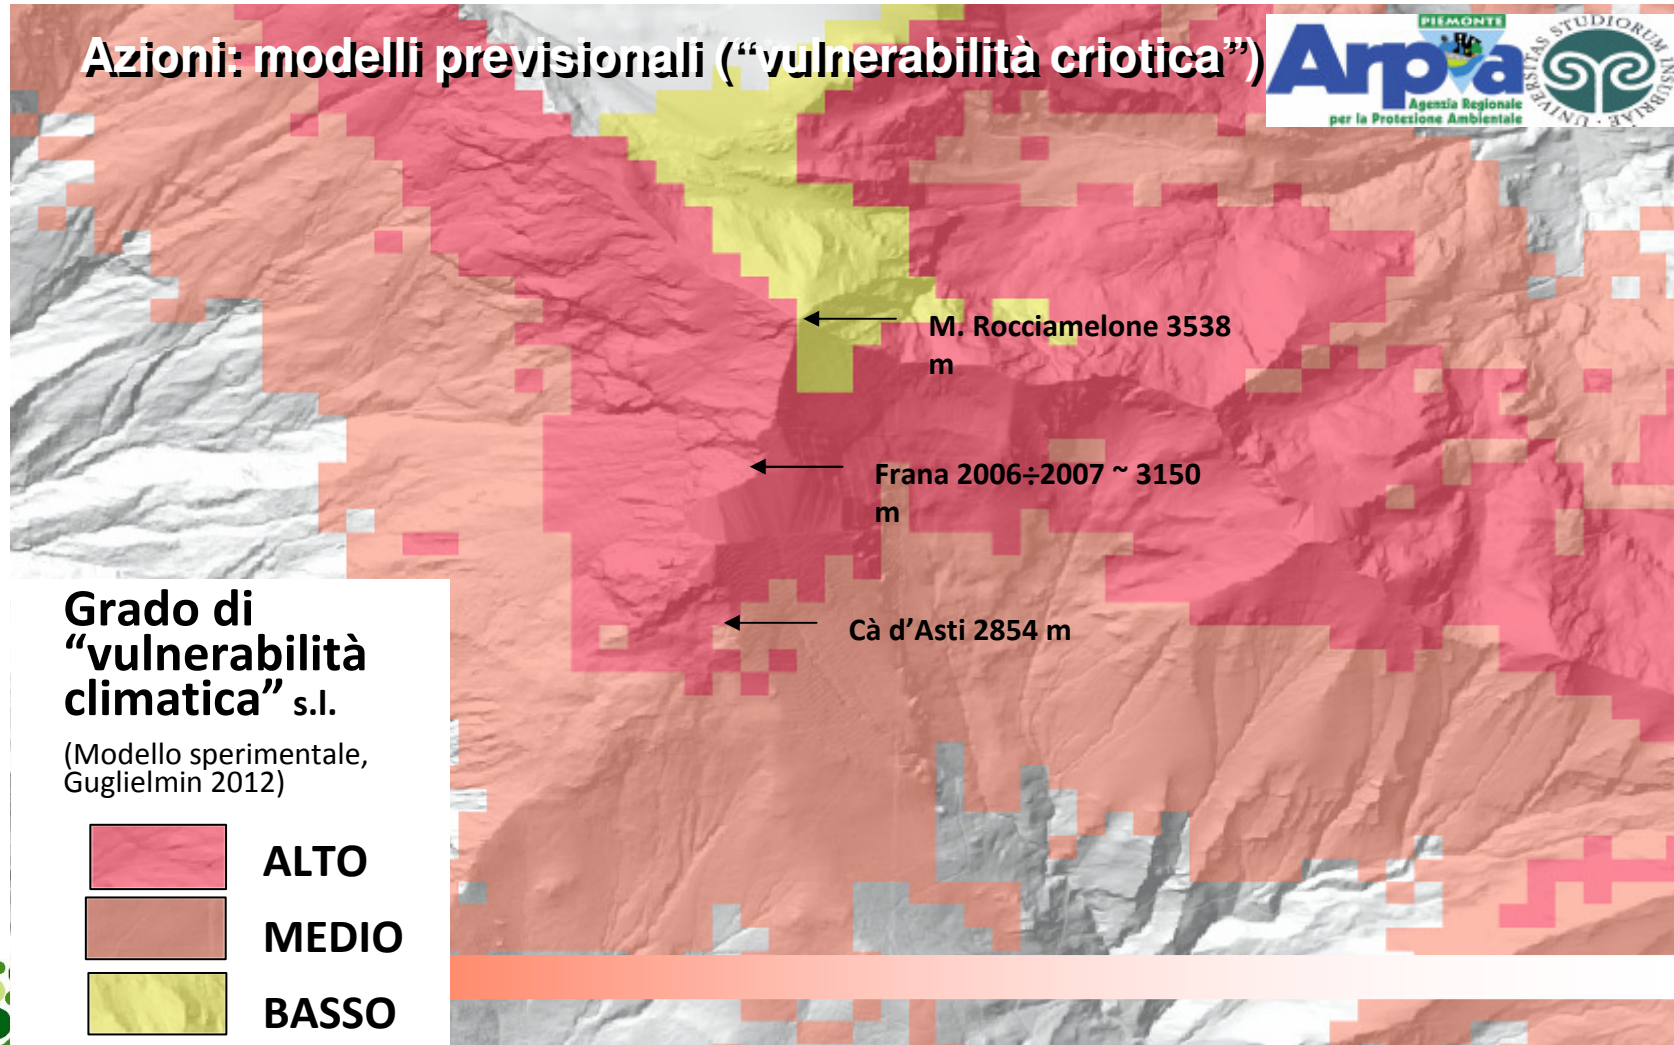 Azioni: modelli previsionali (“vulnerabilità criotica”)
PIEMONTE
Arpa
Agenzia Regionale
per la Protezione Ambientale
UNIVERSITAS STUDIORUM INSUBRIAE
M. Rocciamelone 3538
m
Frana 2006÷2007 ~ 3150
m
Cà d’Asti 2854 m
Grado di
“vulnerabilità
climatica” s.l.
(Modello sperimentale,
Guglielmin 2012)
ALTO
MEDIO
BASSO